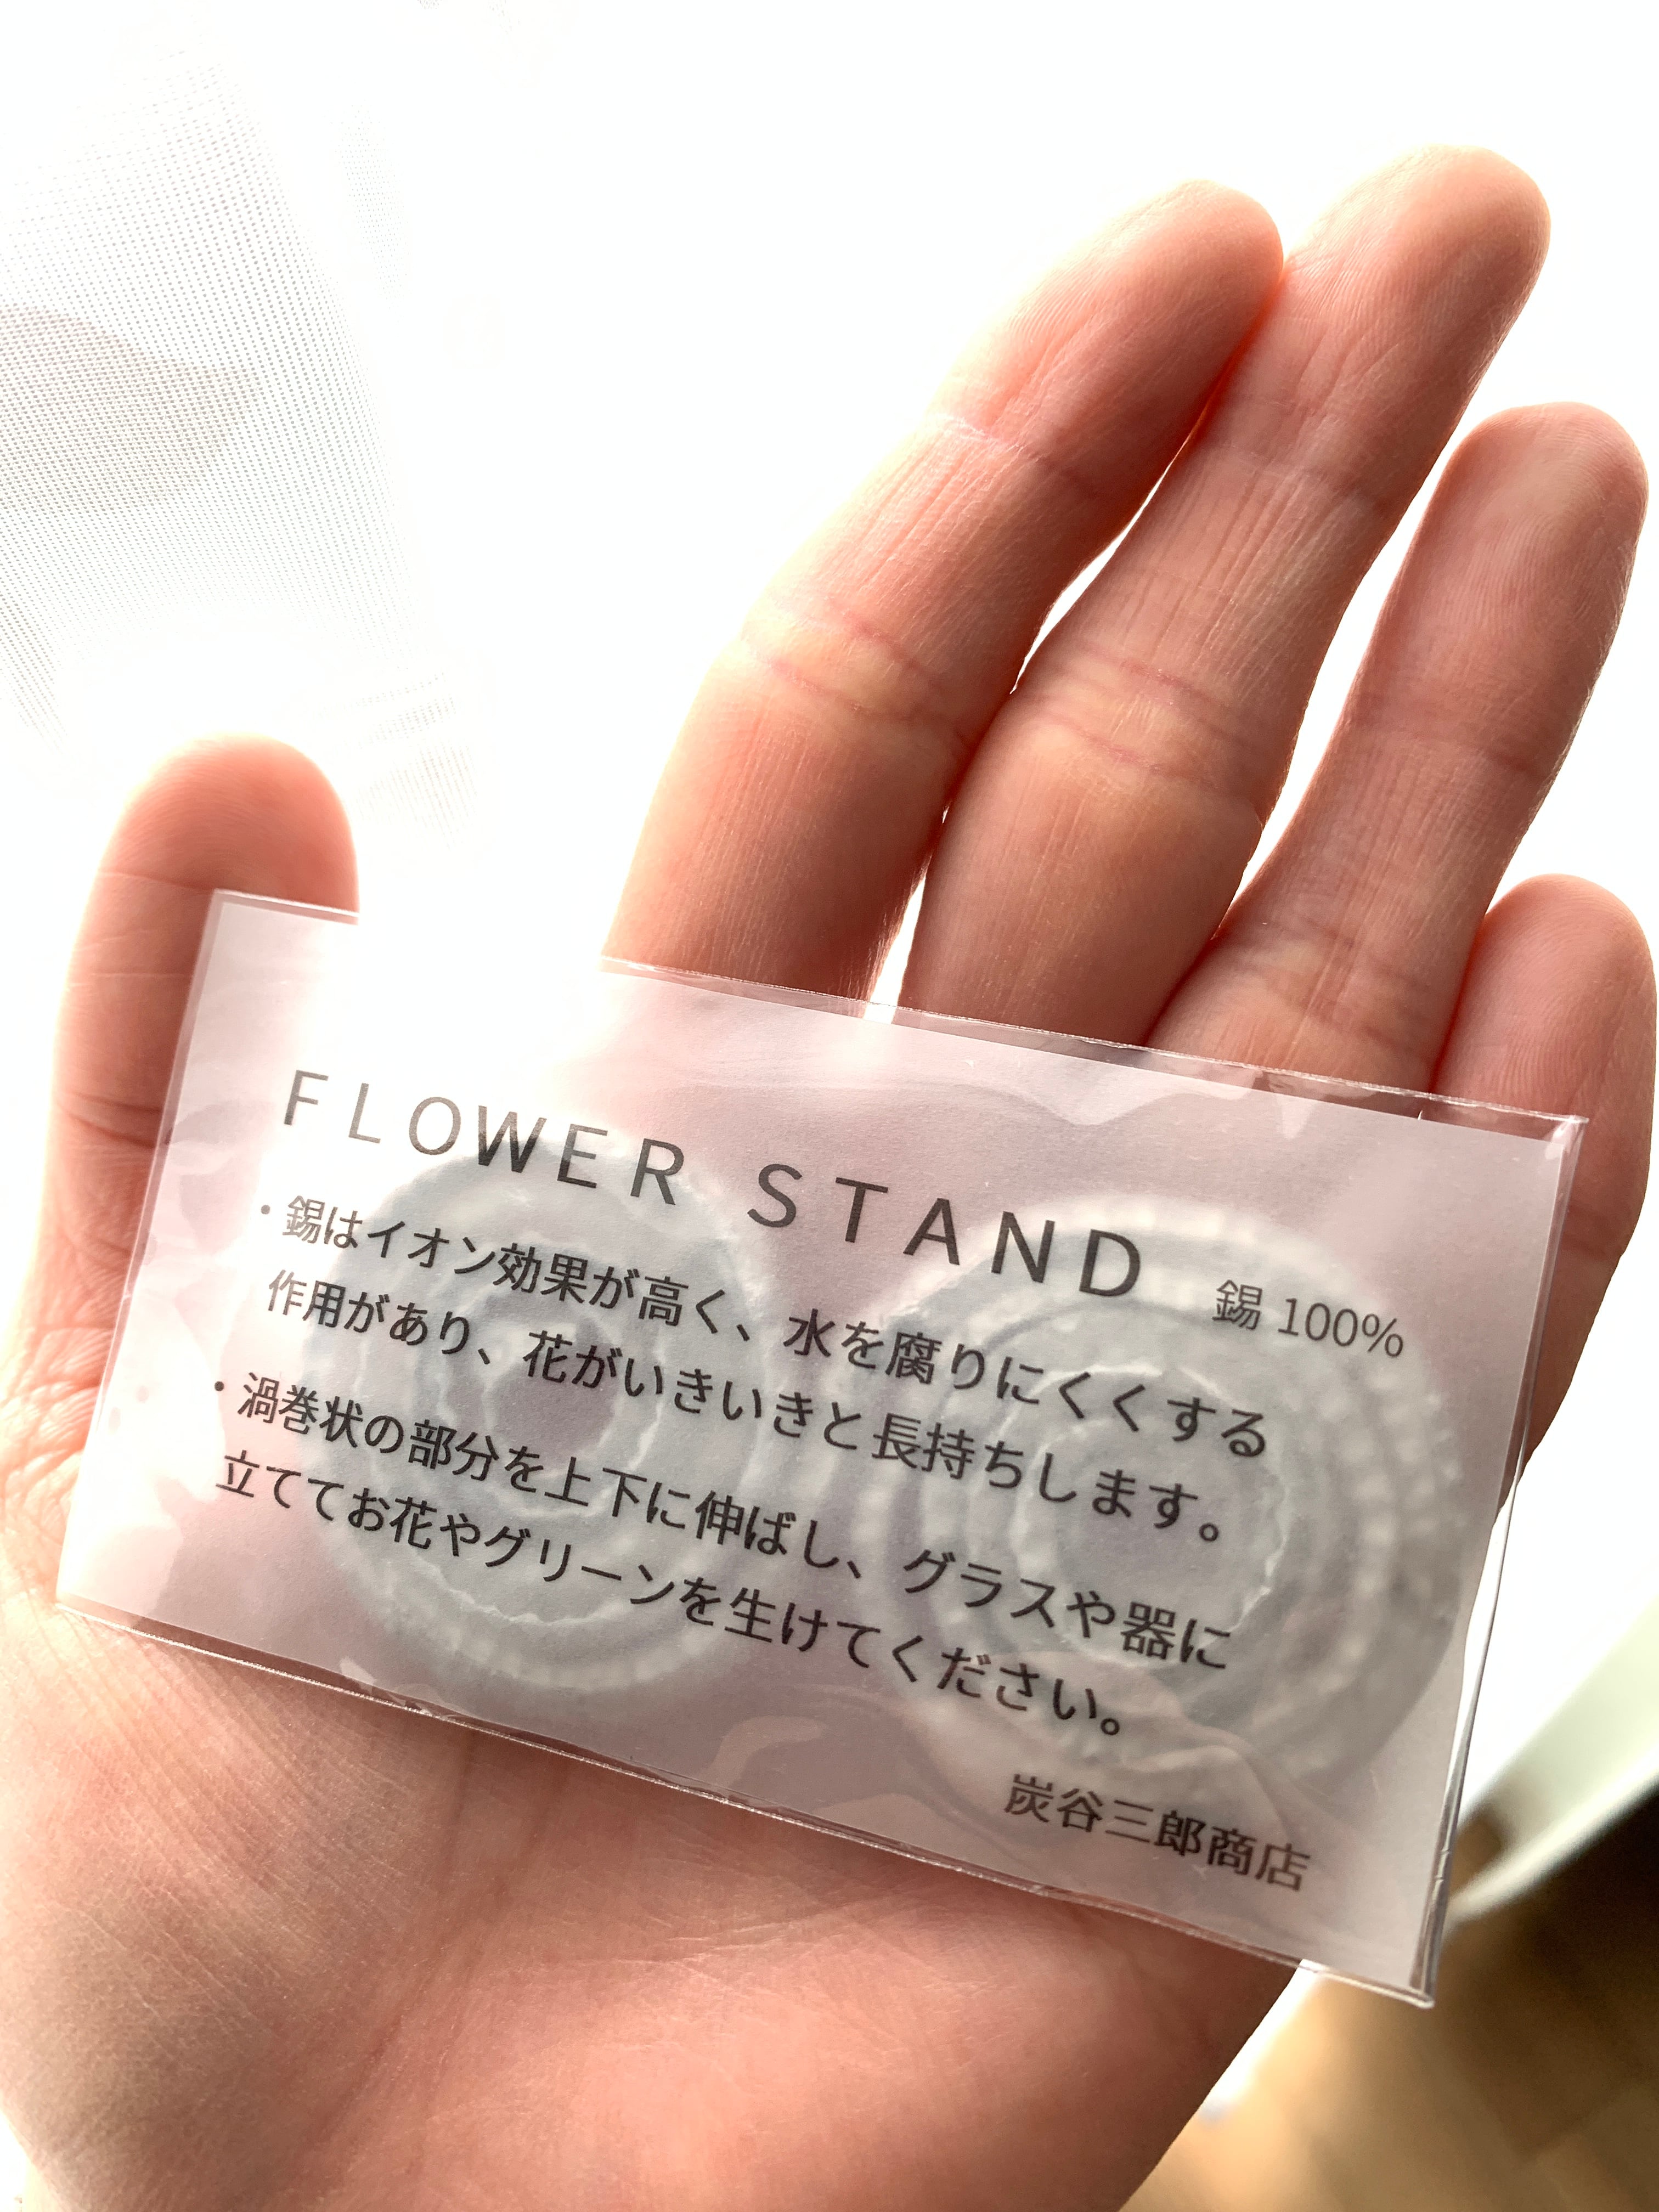 FLOWER STAND 錫 100%
・錫はイオン効果が高く、水を腐りにくくする
作用があり、花がいきいきと長持ちします。
・渦巻状の部分を上下に伸ばし、グラスや器に
立ててお花やグリーンを生けてください。
炭谷三郎商店